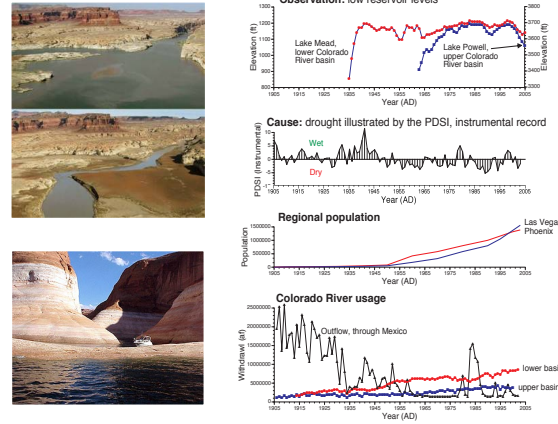 Observation: low reservoir levels
Elevation (ft)
1300
1200
1100
1000
900
800
Lake Mead,
lower Colorado
River basin
Lake Powell,
upper Colorado
River basin
3800
3700
3600
3500
3400
3300
Elevation (ft)
1905 1915 1925 1935 1945 1955 1965 1975 1985 1995 2005
Year (AD)
Cause: drought illustrated by the PDSI, instrumental record
PDSI (Instrumental)
10
5
0
-5
Wet
Dry
1905 1915 1925 1935 1945 1955 1965 1975 1985 1995 2005
Year (AD)
Regional population
Population
1500000
1000000
500000
0
Las Vega
Phoenix
1905 1915 1925 1935 1945 1955 1965 1975 1985 1995 2005
Year (AD)
Colorado River usage
Withdrawl (af)
25000000
20000000
15000000
10000000
5000000
0
Outflow, through Mexico
lower basi
upper basin
1905 1915 1925 1935 1945 1955 1965 1975 1985 1995 2005
Year (AD)